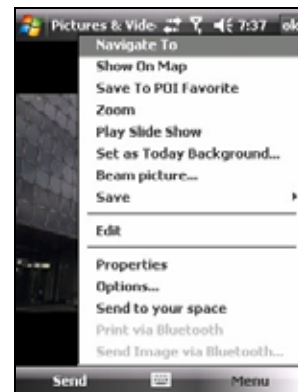 Pictures & Vide 7:37 ok
Navigate To
Show On Map
Save To POI Favorite
Zoom
Play Slide Show
Set as Today Background...
Beam picture...
Save
Edit
Properties
Options...
Send to your space
Print via Bluetooth
Send Image via Bluetooth...
Send Menu